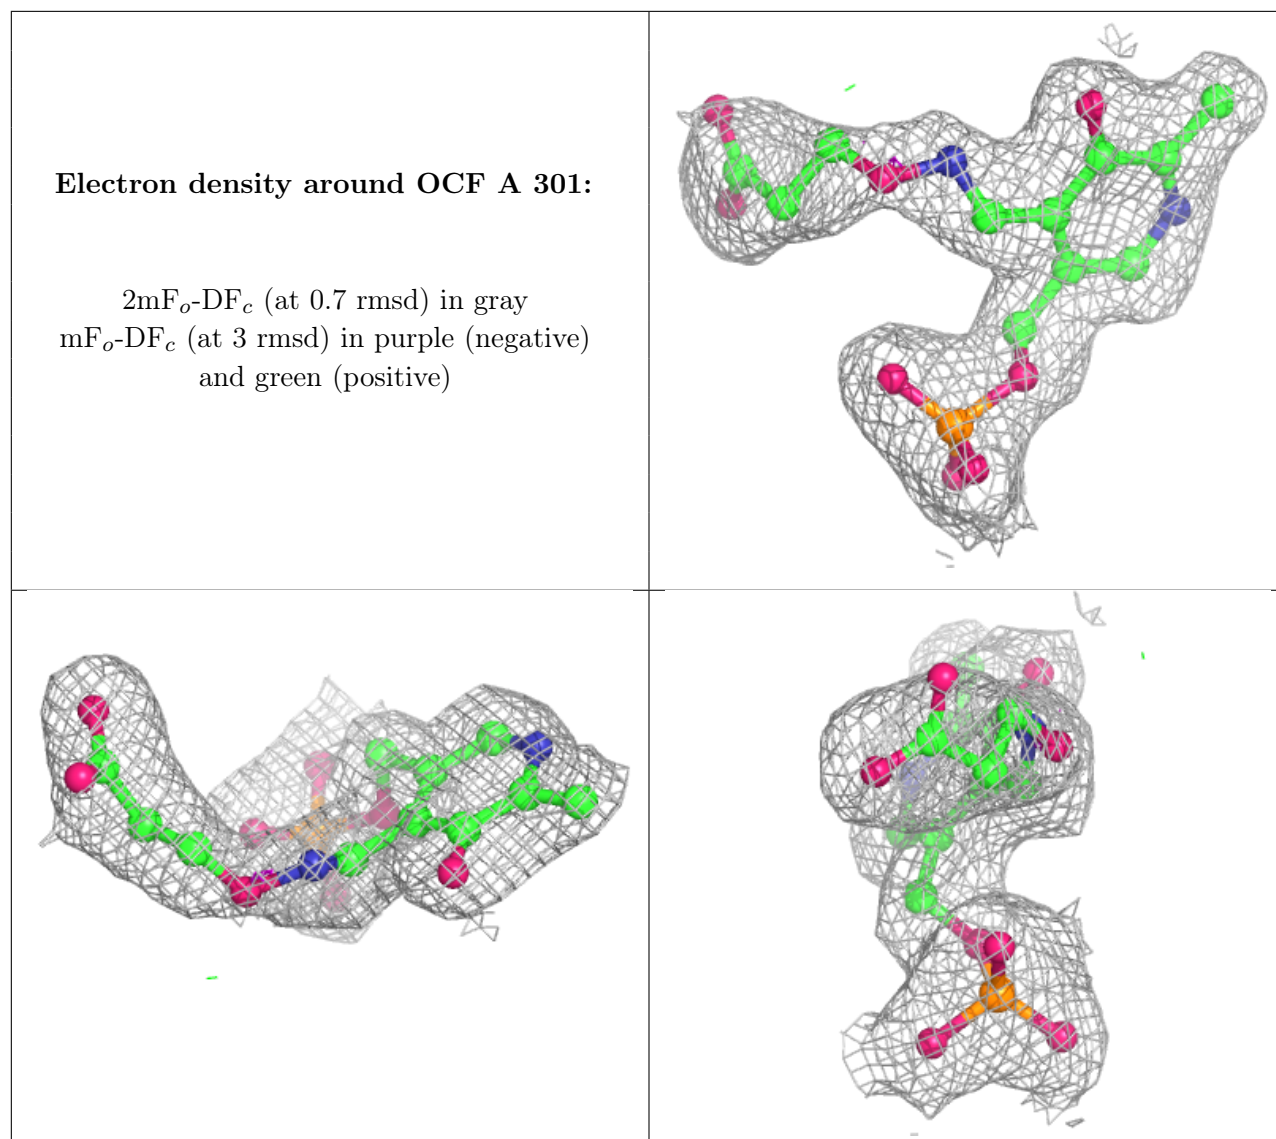 Electron density around OCF A 301:
2mFo-DFc (at 0.7 rmsd) in gray
mFo-DFc (at 3 rmsd) in purple (negative)
and green (positive)